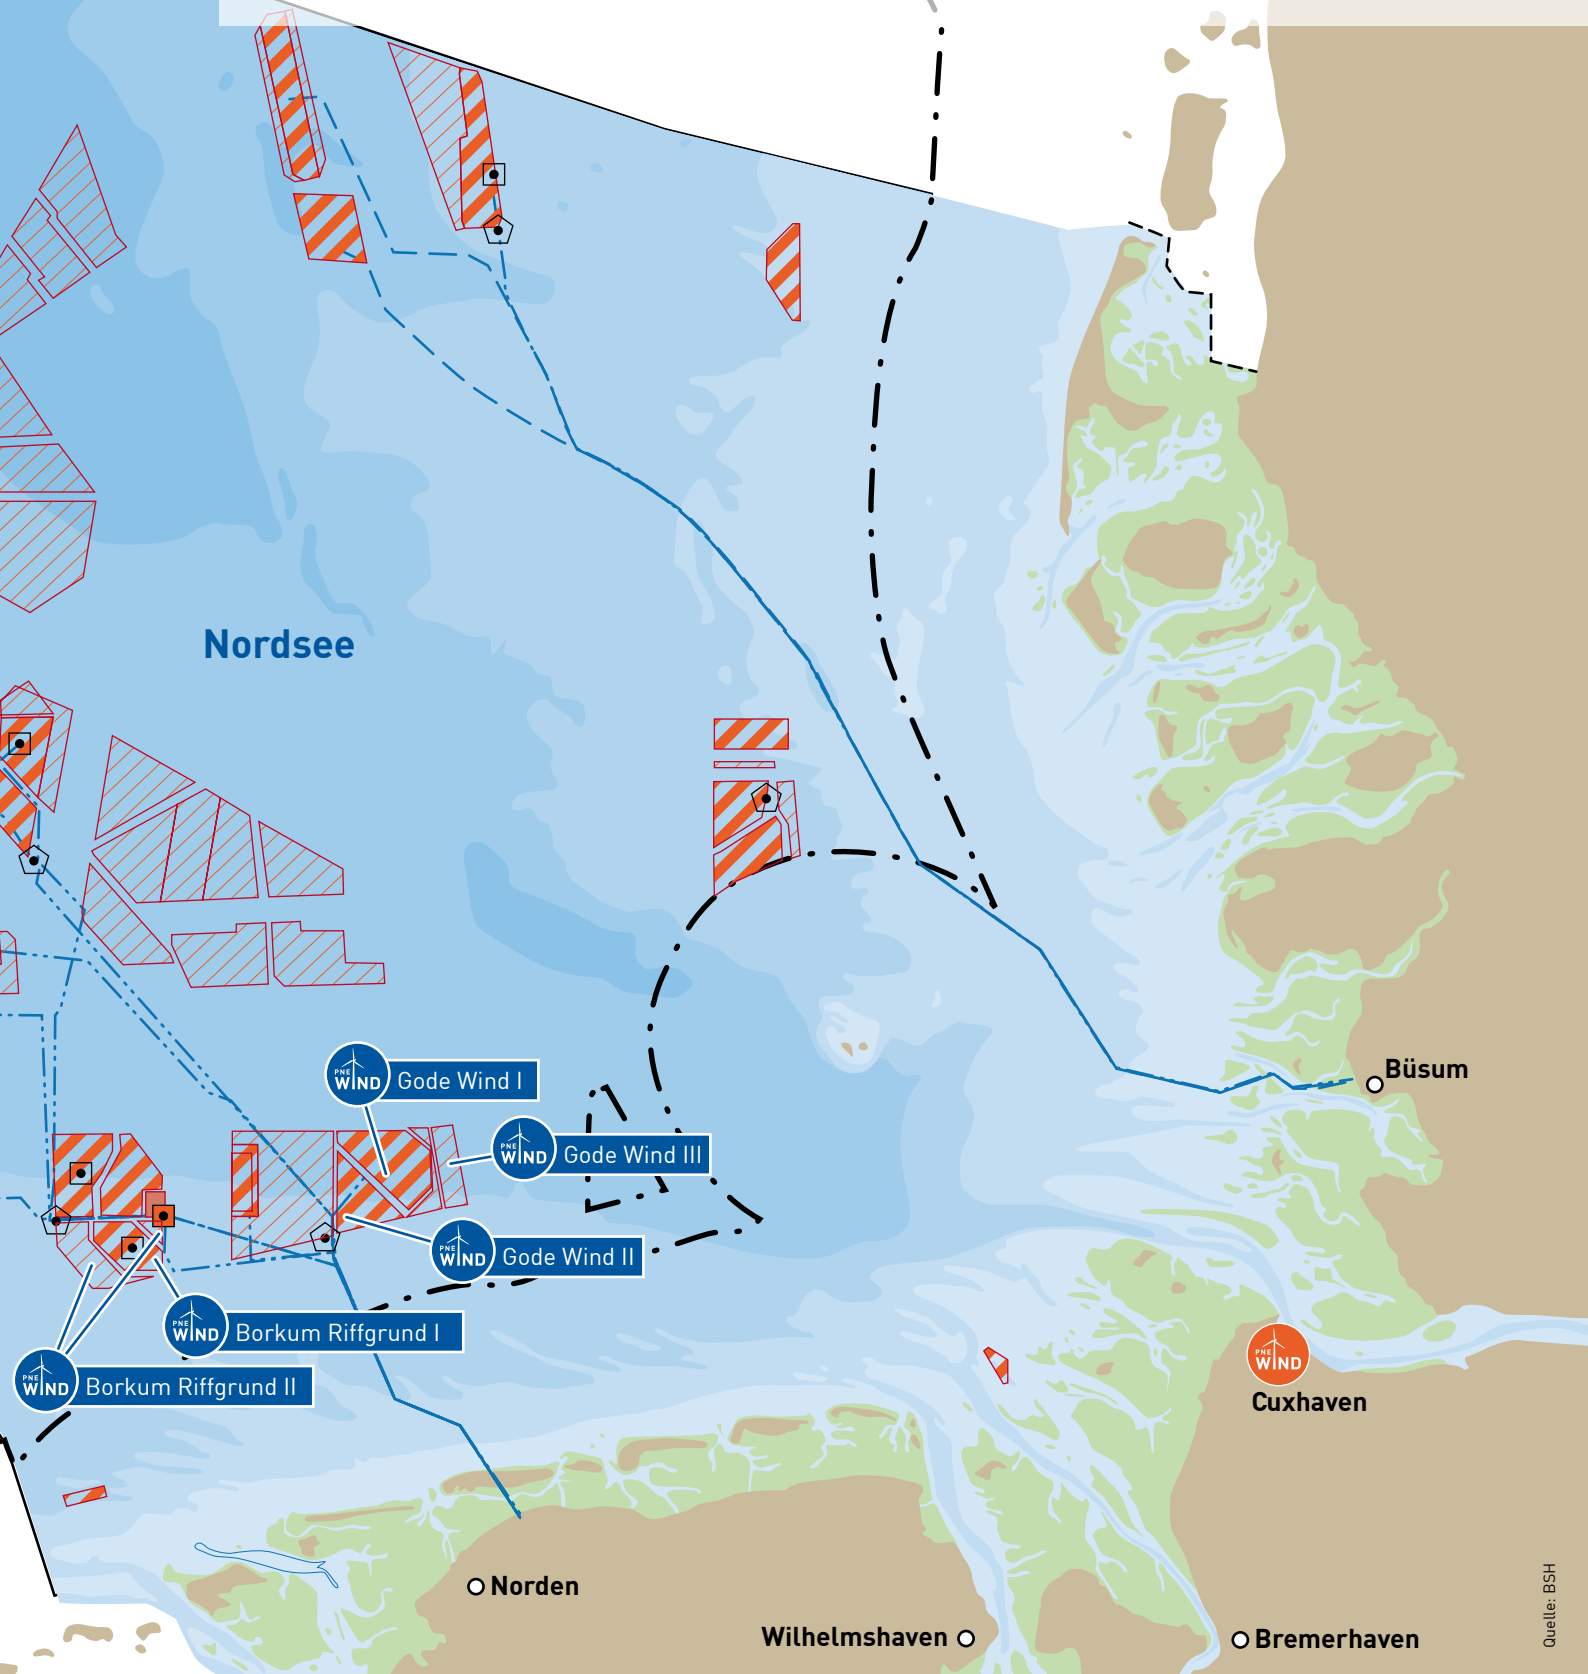 Nordsee
PNE
WIND
Gode Wind I
PNE
WIND
Gode Wind III
PNE
WIND
Gode Wind II
PNE
WIND
Borkum Riffgrund I
PNE
WIND
Borkum Riffgrund II
Büsum
PNE
WIND
Cuxhaven
Norden
Wilhelmshaven
Bremerhaven
Quelle: BSH